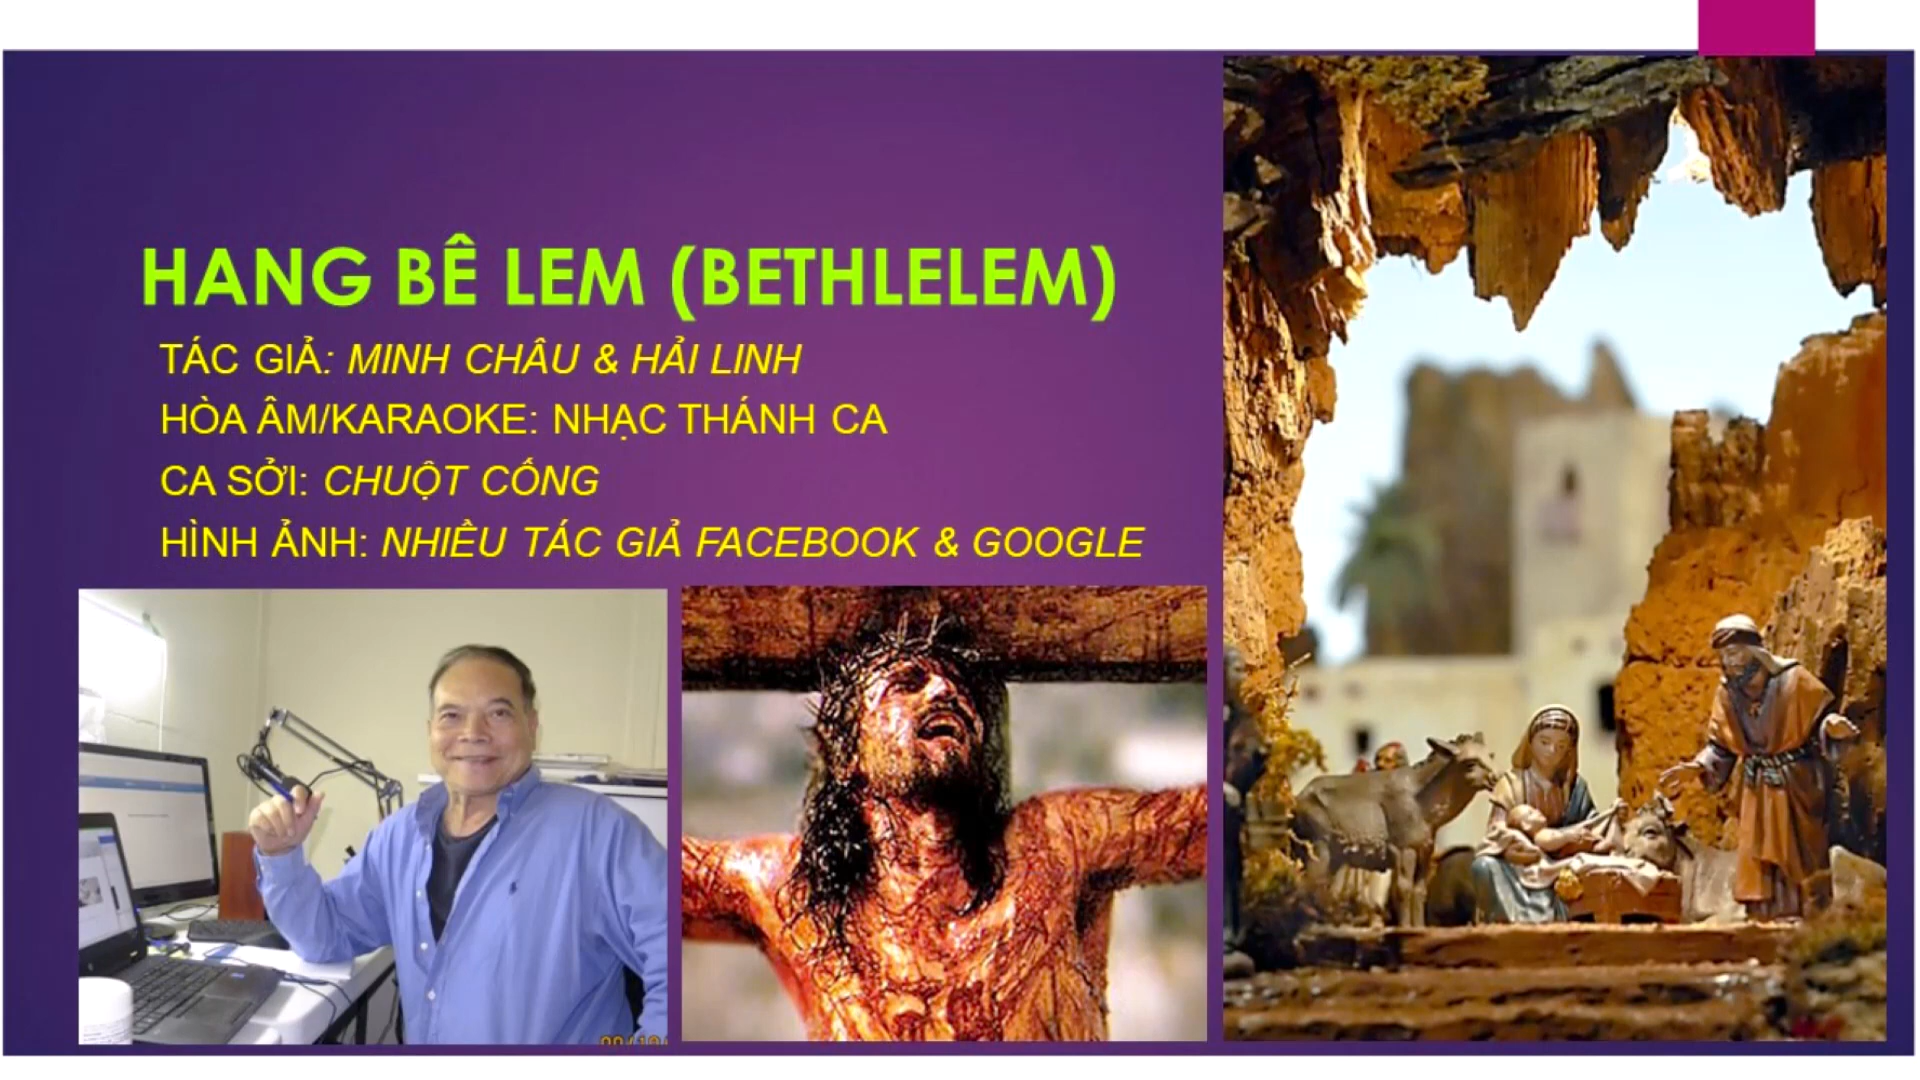 HANG BÊ LEM (BETHLELEM)
TÁC GIẢ: MINH CHÂU & HẢI LINH
HÒA ÂM/KARAOKE: NHẠC THÁNH CA
CA SỞI: CHUỘT CỐNG
HÌNH ẢNH: NHIỀU TÁC GIẢ FACEBOOK & GOOGLE